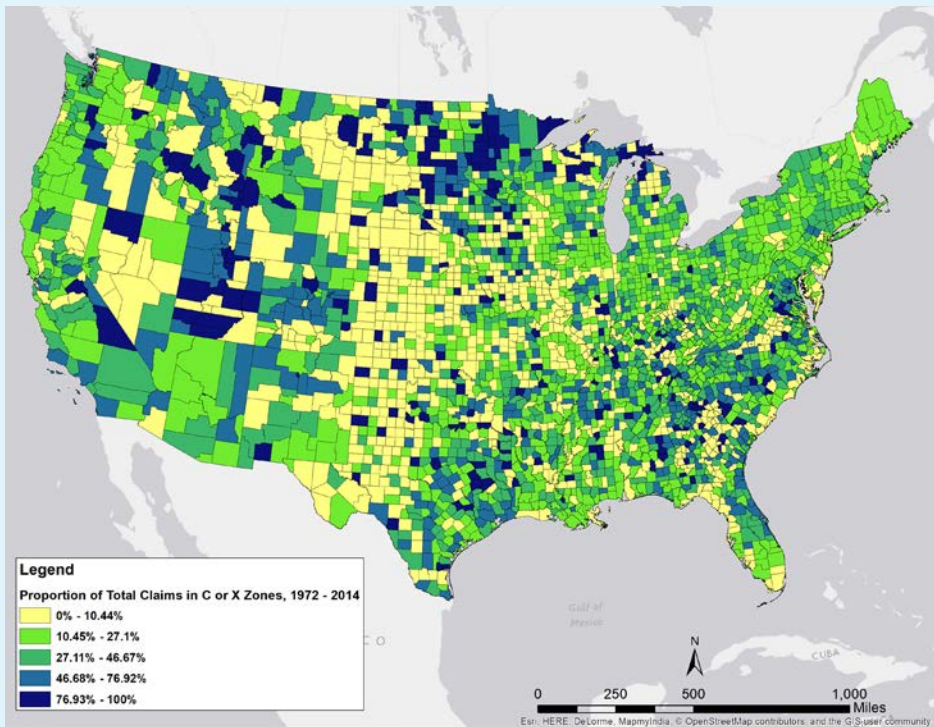 Legend
Proportion of Total Claims in C or X Zones, 1972 - 2014
0% - 10.44%
10.45% - 27.1%
27.11% - 46.67%
46.68% - 76.92%
76.93% - 100%
Gulf of
Mexico
C O
CUBA
N
0 250 500 1,000
Miles
Esri, HERE, DeLorme, MapmyIndia, © OpenStreetMap contributors, and the GIS user community